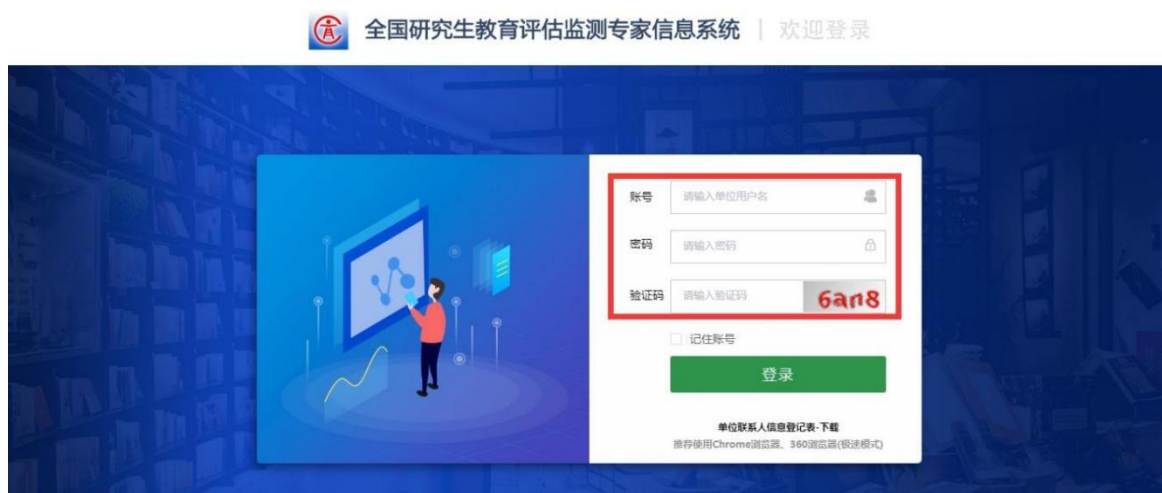 全国研究生教育评估监测专家信息系统 | 欢迎登录
账号 请输入单位用户名
密码 请输入密码
验证码 请输入验证码 6an8
记住账号
登录
单位联系人信息登记表-下载
推荐使用Chrome浏览器、360浏览器(极速模式)